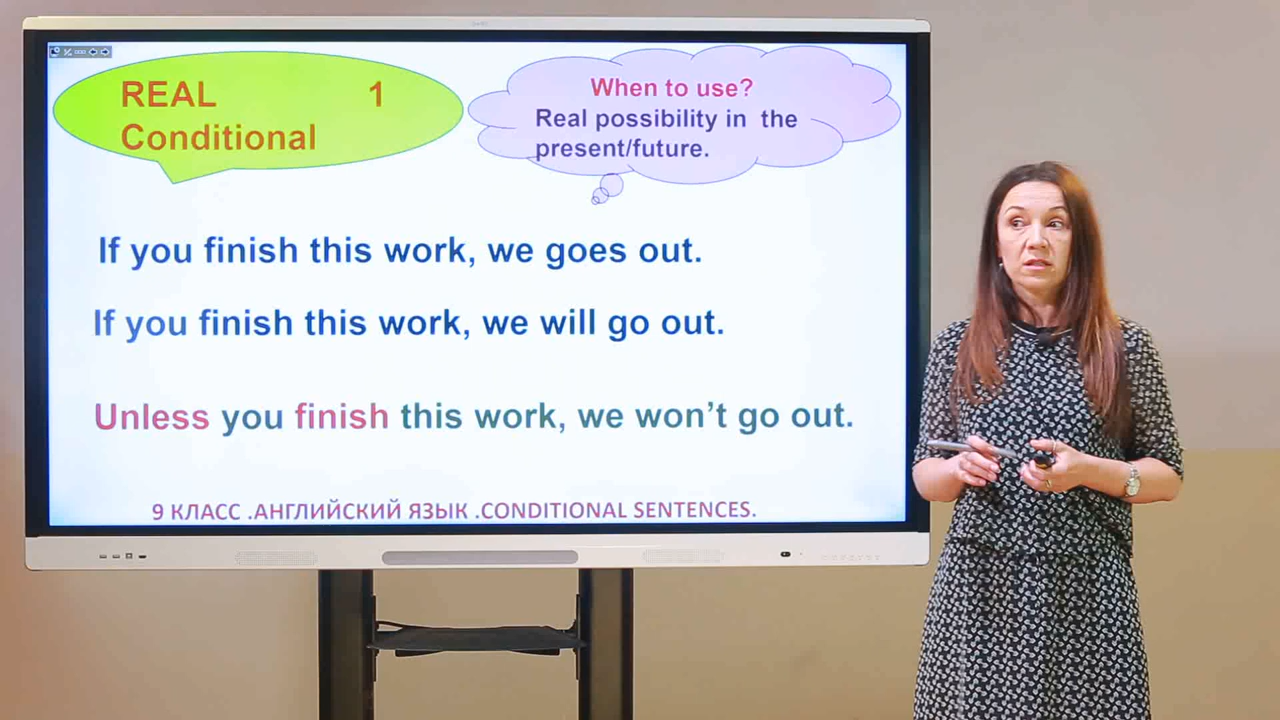 REAL 1
Conditional
When to use?
Real possibility in the
present/future.
If you finish this work, we goes out.
If you finish this work, we will go out.
Unless you finish this work, we won't go out.
9 КЛАСС .АНГЛИЙСКИЙ ЯЗЫК .CONDITIONAL SENTENCES.